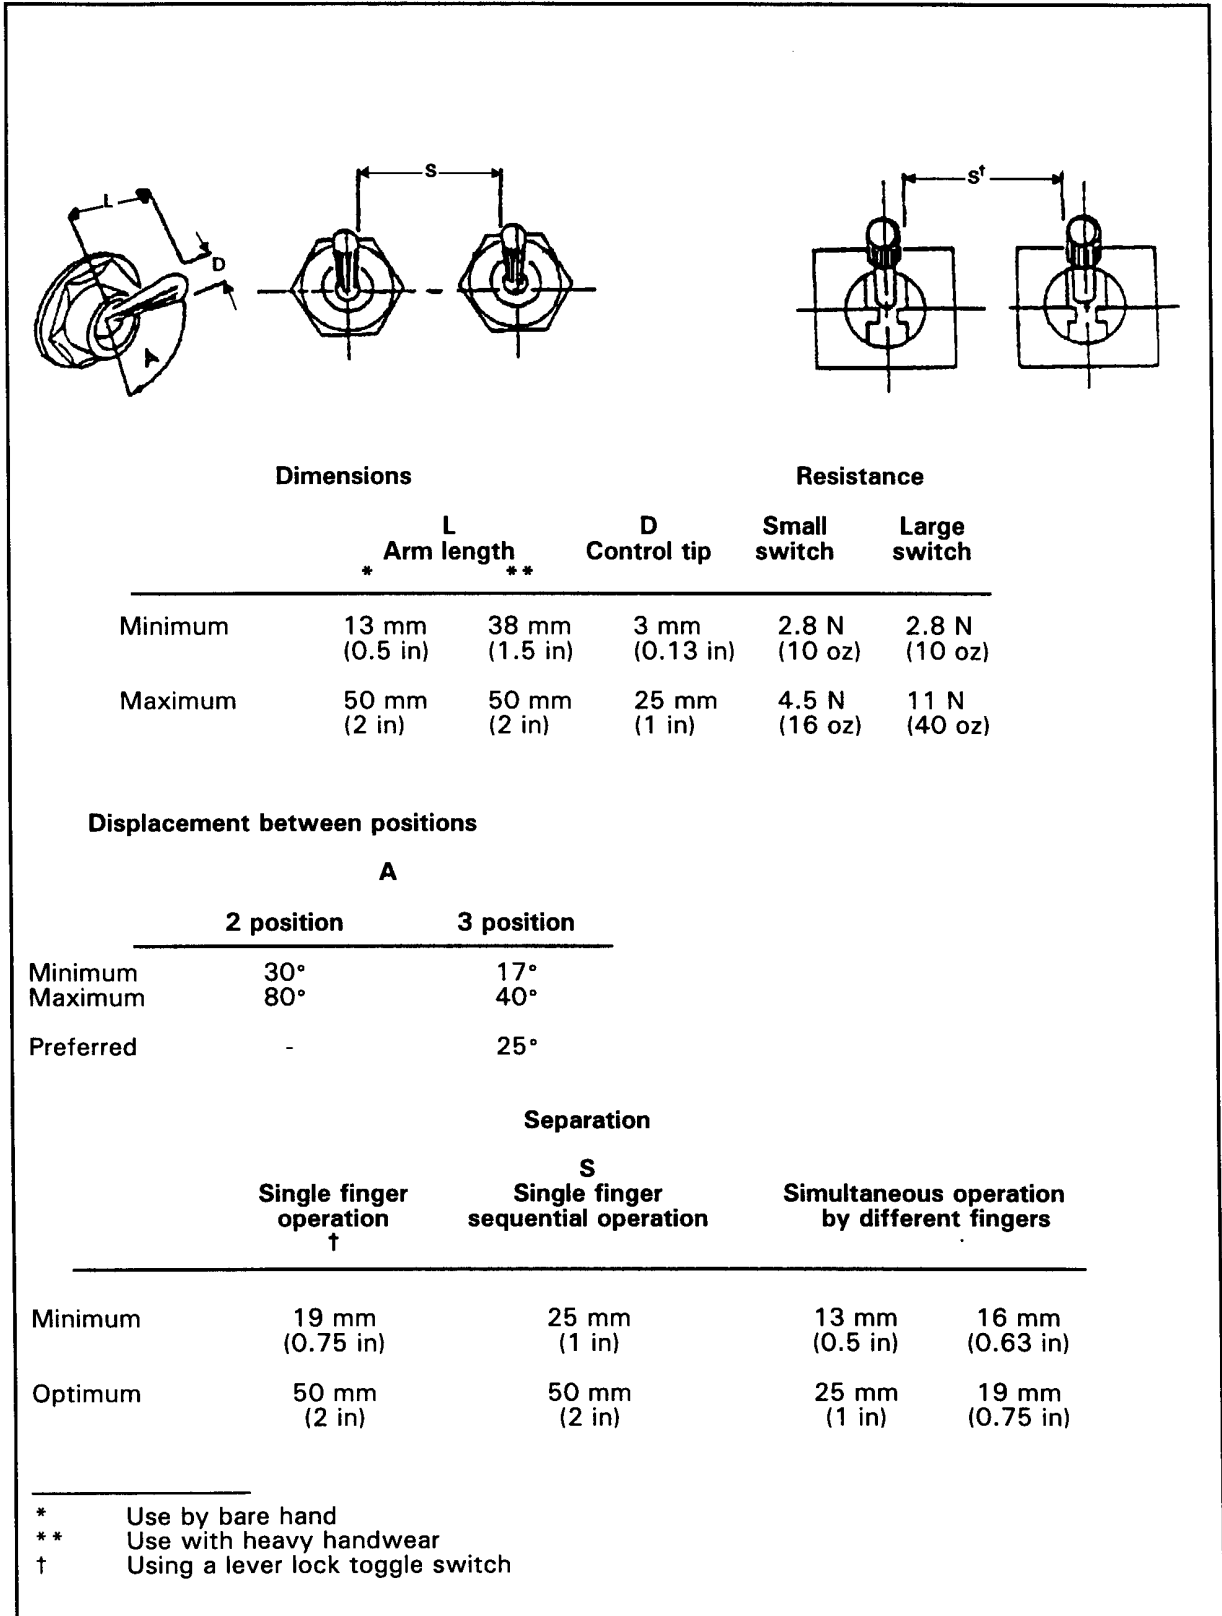 L
D
A
S
S†
Dimensions Resistance
L D Small Large
Arm length Control tip switch switch
* **
Minimum 13 mm 38 mm 3 mm 2.8 N 2.8 N
(0.5 in) (1.5 in) (0.13 in) (10 oz) (10 oz)
Maximum 50 mm 50 mm 25 mm 4.5 N 11 N
(2 in) (2 in) (1 in) (16 oz) (40 oz)
Displacement between positions
A
2 position 3 position
Minimum 30° 17°
Maximum 80° 40°
Preferred - 25°
Separation
S
Single finger Single finger Simultaneous operation
operation sequential operation by different fingers
†
Minimum 19 mm 25 mm 13 mm 16 mm
(0.75 in) (1 in) (0.5 in) (0.63 in)
Optimum 50 mm 50 mm 25 mm 19 mm
(2 in) (2 in) (1 in) (0.75 in)
* Use by bare hand
** Use with heavy handwear
† Using a lever lock toggle switch